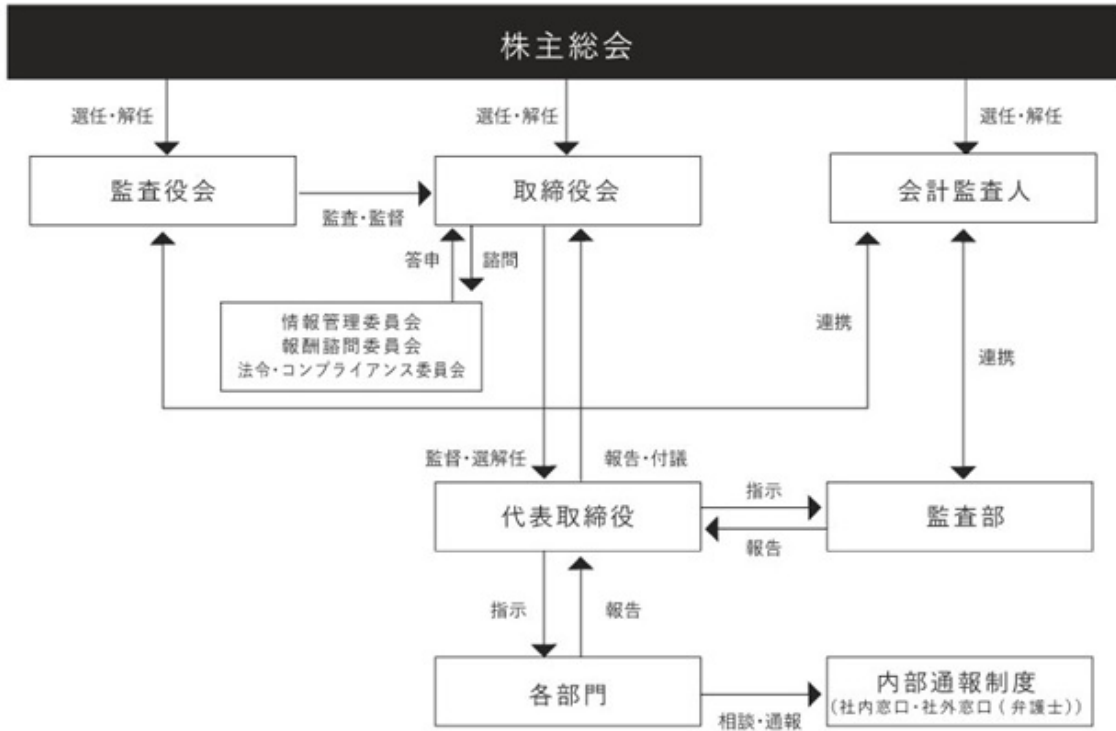 株主総会
選任・解任
選任・解任
選任・解任
監査役会
取締役会
会計監査人
監査・監督
答申
諮問
情報管理委員会
報酬諮問委員会
法令・コンプライアンス委員会
連携
連携
監督・選解任
報告・付議
代表取締役
指示
報告
監査部
指示
報告
各部門
相談・通報
内部通報制度
(社内窓口・社外窓口(弁護士))